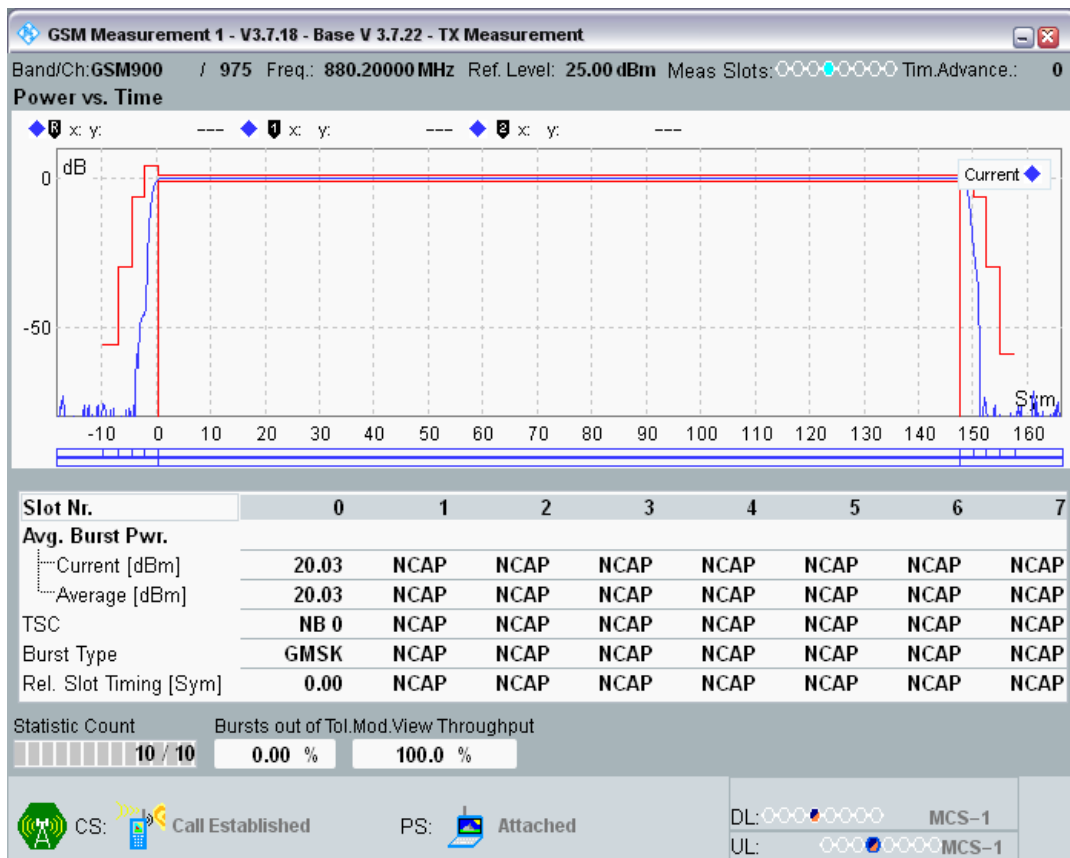 GSM Measurement 1 - V3.7.18 - Base V 3.7.22 - TX Measurement
Band/Ch:GSM900 / 975 Freq.: 880.20000 MHz Ref. Level: 25.00 dBm Meas Slots: Tim.Advance.: 0
Power vs. Time
R x: y: --- 1 x: y: --- 2 x: y: ---
dB
Current
0
-50
Sym
-10 0 10 20 30 40 50 60 70 80 90 100 110 120 130 140 150 160
Slot Nr. 0 1 2 3 4 5 6 7
Avg. Burst Pwr.
Current [dBm] 20.03 NCAP NCAP NCAP NCAP NCAP NCAP NCAP
Average [dBm] 20.03 NCAP NCAP NCAP NCAP NCAP NCAP NCAP
TSC NB 0 NCAP NCAP NCAP NCAP NCAP NCAP NCAP
Burst Type GMSK NCAP NCAP NCAP NCAP NCAP NCAP NCAP
Rel. Slot Timing [Sym] 0.00 NCAP NCAP NCAP NCAP NCAP NCAP NCAP
Statistic Count Bursts out of Tol.Mod.View Throughput
10 / 10 0.00 % 100.0 %
CS: Call Established PS: Attached
DL: MCS-1
UL: MCS-1